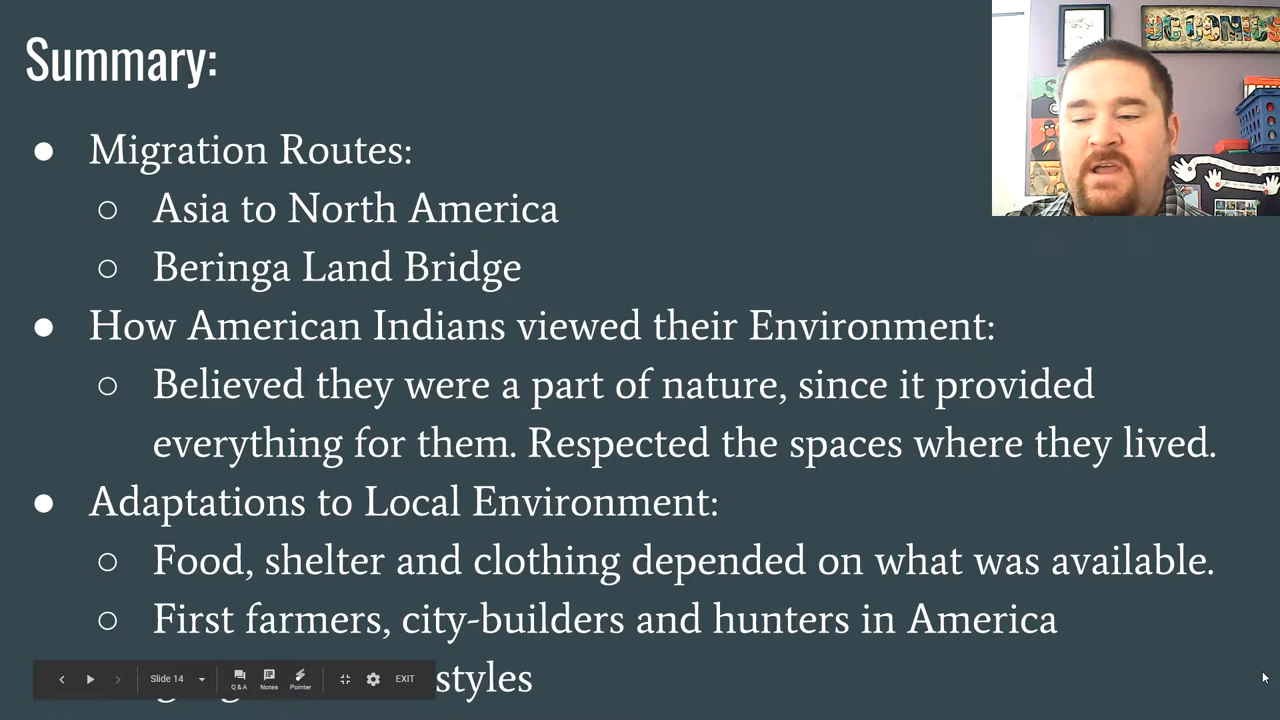 Summary:
● Migration Routes:
○ Asia to North America
○ Beringa Land Bridge
● How American Indians viewed their Environment:
○ Believed they were a part of nature, since it provided
everything for them. Respected the spaces where they lived.
● Adaptations to Local Environment:
○ Food, shelter and clothing depended on what was available.
○ First farmers, city-builders and hunters in America
styles
Slide 14
Q & A
Notes
Pointer
EXIT
DC COMICS